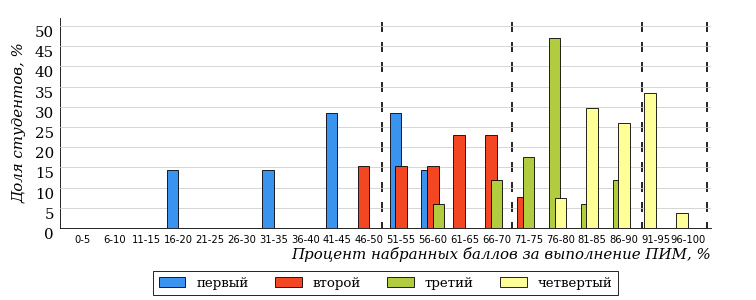 Доля студентов, %
50
45
40
35
30
25
20
15
10
5
0
0-5 6-10 11-15 16-20 21-25 26-30 31-35 36-40 41-45 46-50 51-55 56-60 61-65 66-70 71-75 76-80 81-85 86-90 91-95 96-100
Процент набранных баллов за выполнение ПИМ, %
первый второй третий четвертый